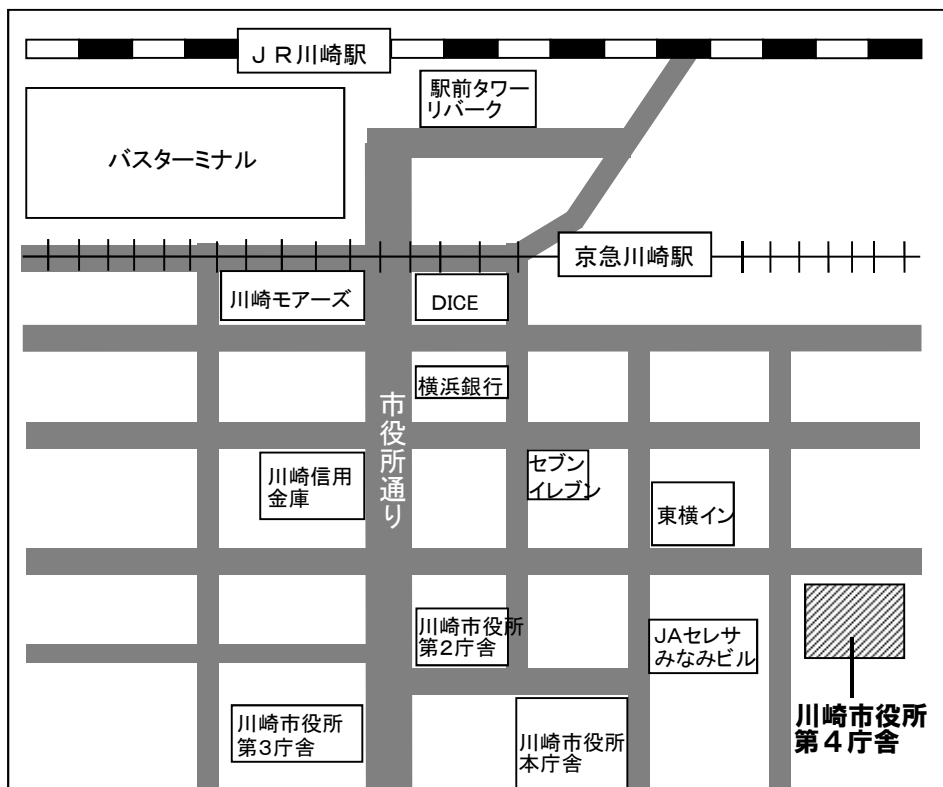 ＪＲ川崎駅
駅前タワー
リバーク
バスターミナル
京急川崎駅
川崎モアーズ
DICE
横浜銀行
市役所通り
川崎信用
金庫
セブン
イレブン
東横イン
川崎市役所
第2庁舎
JAセレサ
みなみビル
川崎市役所
第3庁舎
川崎市役所
本庁舎
川崎市役所
第４庁舎